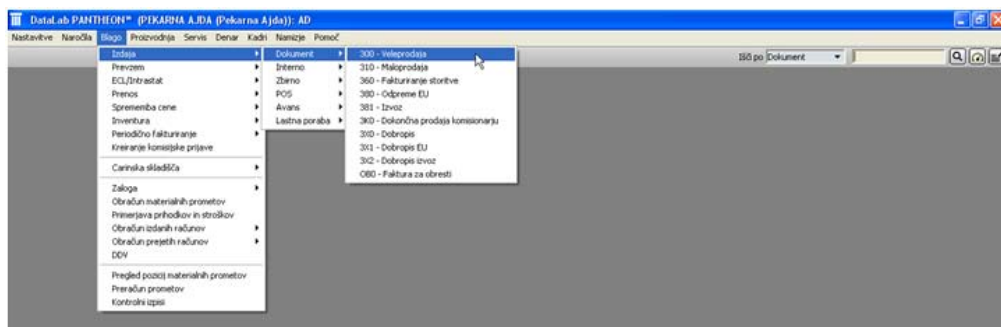 DataLab PANTHEON™ (PEKARNA AJDA (Pekarna Ajda)): AD
Nastavitve Naročila Blago Proizvodnja Servis Denar Kadri Namizje Pomoč
Išči po Dokument
Izdaja
Prevzem
ECL/Intrastat
Prenos
Sprememba cene
Inventura
Periodično fakturiranje
Kreiranje komisijske prijave
Carinska skladišča
Zaloga
Obračun materialnih prometov
Primerjava prihodkov in stroškov
Obračun izdanih računov
Obračun prejetih računov
DDV
Pregled pozicij materialnih prometov
Preračun prometov
Kontrolni izpisi
Dokument
Interno
Zbirno
POS
Avans
Lastna poraba
300 - Veleprodaja
310 - Maloprodaja
360 - Fakturiranje storitve
380 - Odpreme EU
381 - Izvoz
3K0 - Dokončna prodaja komisionarju
3X0 - Dobropis
3X1 - Dobropis EU
3X2 - Dobropis izvoz
OB0 - Faktura za obresti